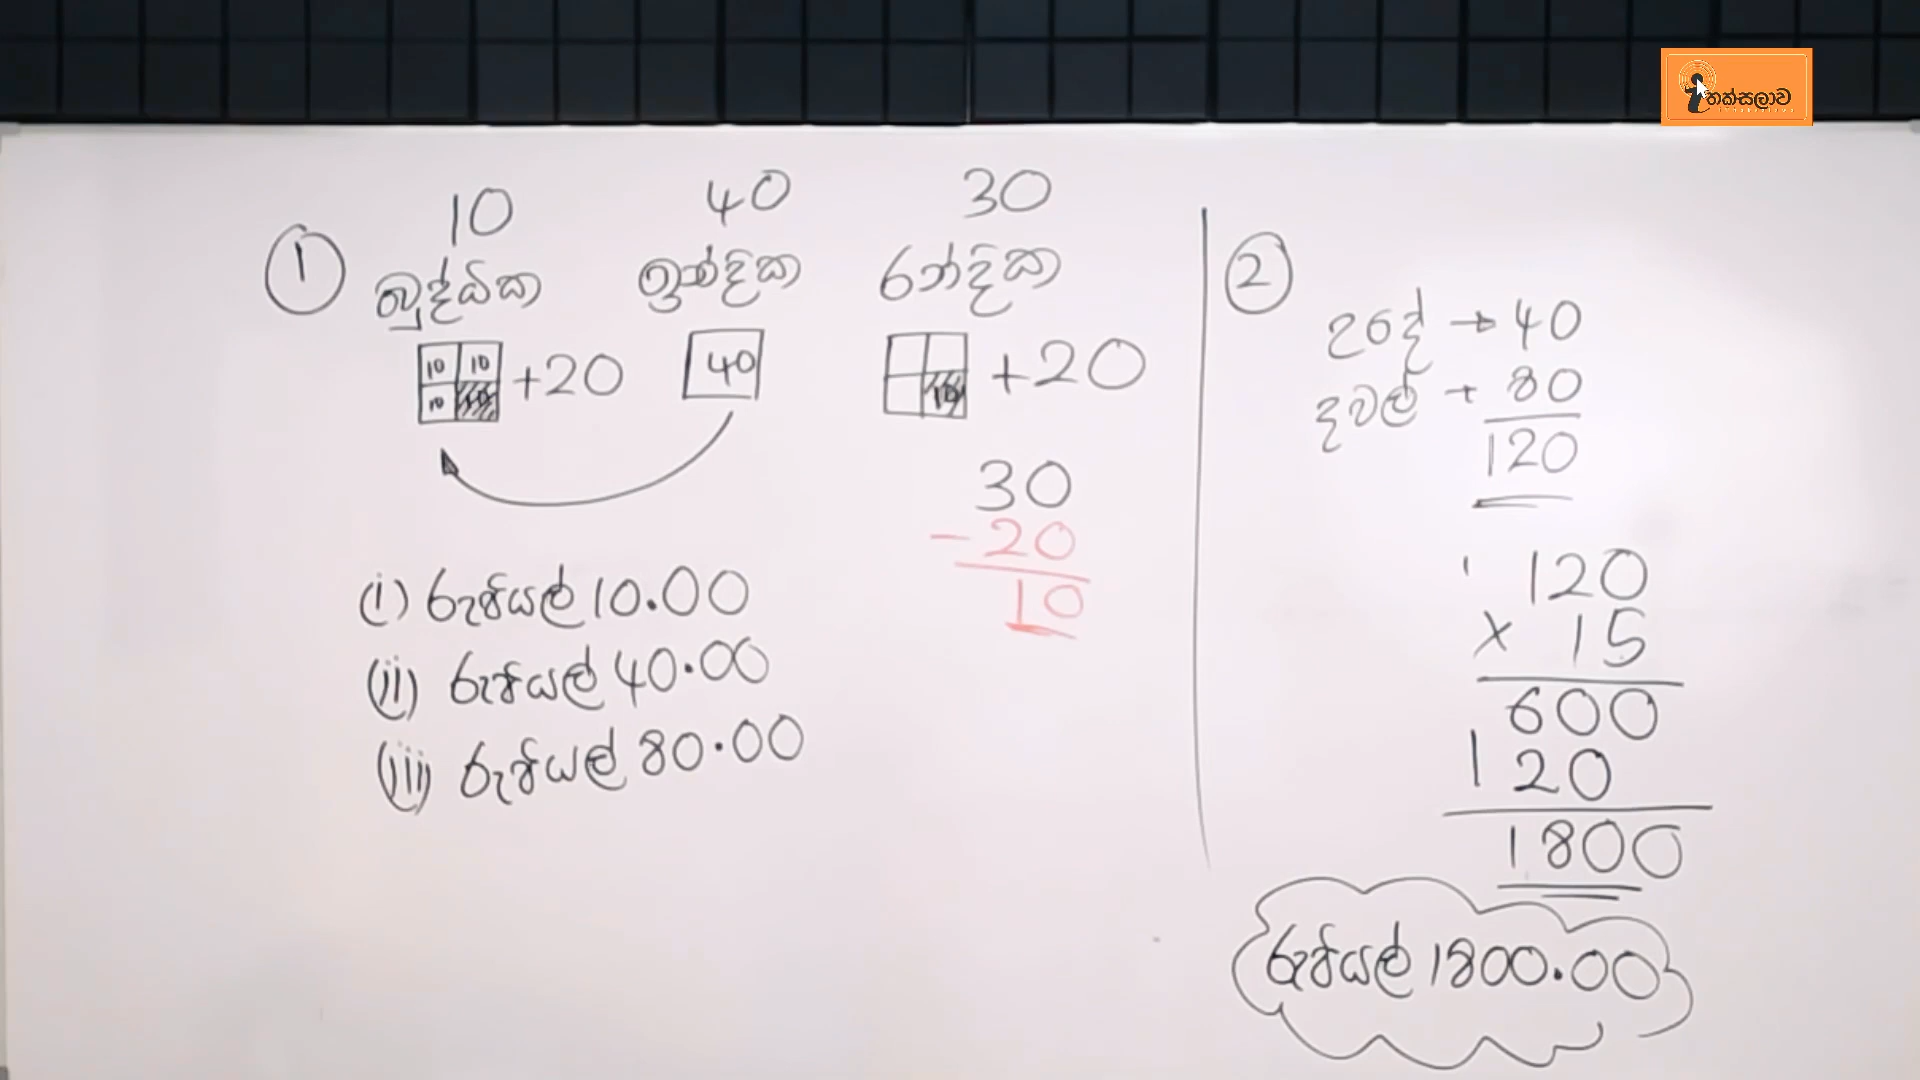 තක්සලාව
10 40 30
① බුද්ධික ඉන්දික රන්දික
10 10 10 10 +20 40 10 +20
30
-20
10
(i) රුපියල් 10.00
(ii) රුපියල් 40.00
(iii) රුපියල් 80.00
②
උදේ → 40
දවල් + 80
120
1 120
× 15
600
120
1800
රුපියල් 1800.00